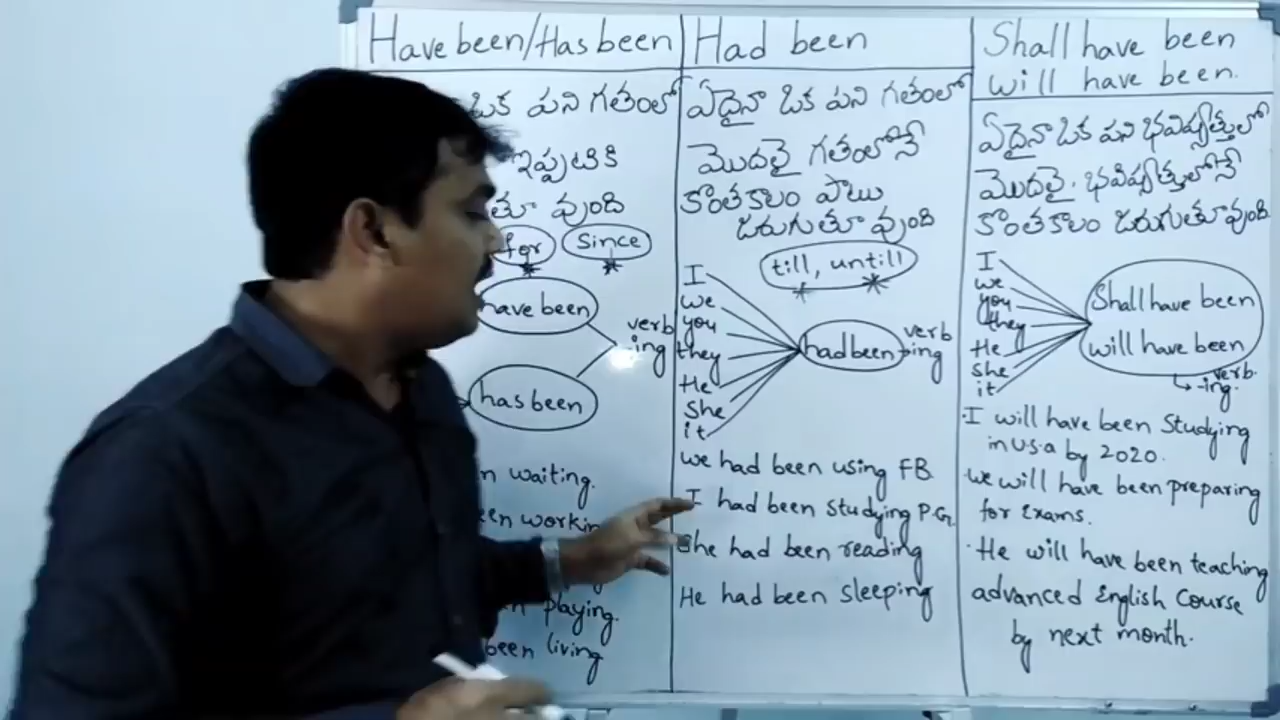 Have been/Has been
ఒక పని గతంలో
ఇప్పటికి
తూ వుంది
for Since
have been
verb
ing
has been
n waiting.
en workin
n playing.
been living
Had been
ఏదైనా ఒక పని గతంలో
మొదలై గతంలోనే
కొంతకాలం పాటు
జరుగుతూ వుంది
till, untill
I
we
you
they
He
She
it
had been
verb
ing
we had been using FB
I had been Studying P.G.
She had been reading
He had been sleeping
Shall have been
will have been.
ఏదైనా ఒక పని భవిష్యత్తులో
మొదలై. భవిష్యత్తులోనే
కొంతకాలం జరుగుతూ వుంది.
I
we
you
they
He
She
it
Shall have been
will have been
verb.
-ing.
I will have been Studying
in U.S.a by 2020.
we will have been preparing
for Exams.
He will have been teaching
advanced English Course
by next month.